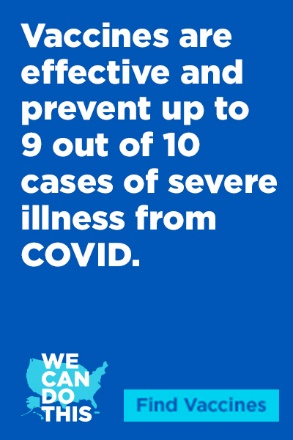 Vaccines are
effective and
prevent up to
9 out of 10
cases of severe
illness from
COVID.
WE
CAN
DO
THIS
Find Vaccines